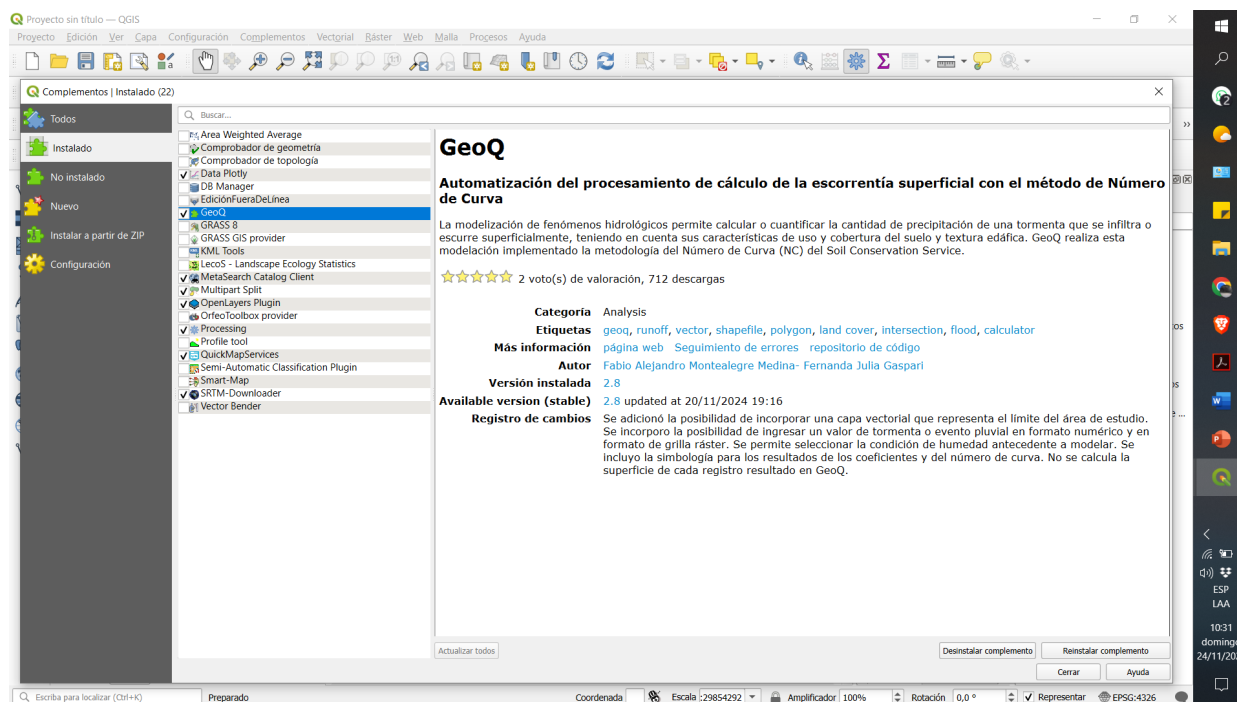 Proyecto sin título — QGIS
Proyecto Edición Ver Capa Configuración Complementos Vectorial Ráster Web Malla Procesos Ayuda
Complementos | Instalado (22)
Todos
Instalado
No instalado
Nuevo
Instalar a partir de ZIP
Configuración
Buscar...
Area Weighted Average
Comprobador de geometría
Comprobador de topología
Data Plotly
DB Manager
EdiciónFueraDeLínea
GeoQ
GRASS 8
GRASS GIS provider
KML Tools
LecoS - Landscape Ecology Statistics
MetaSearch Catalog Client
Multipart Split
OpenLayers Plugin
OrfeoToolbox provider
Processing
Profile tool
QuickMapServices
Semi-Automatic Classification Plugin
Smart-Map
SRTM-Downloader
Vector Bender
GeoQ
Automatización del procesamiento de cálculo de la escorrentía superficial con el método de Número
de Curva
La modelización de fenómenos hidrológicos permite calcular o cuantificar la cantidad de precipitación de una tormenta que se infiltra o
escurre superficialmente, teniendo en cuenta sus características de uso y cobertura del suelo y textura edáfica. GeoQ realiza esta
modelación implementado la metodología del Número de Curva (NC) del Soil Conservation Service.
2 voto(s) de valoración, 712 descargas
Categoría Analysis
Etiquetas geoq, runoff, vector, shapefile, polygon, land cover, intersection, flood, calculator
Más información página web Seguimiento de errores repositorio de código
Autor Fabio Alejandro Montealegre Medina- Fernanda Julia Gaspari
Versión instalada 2.8
Available version (stable) 2.8 updated at 20/11/2024 19:16
Registro de cambios Se adicionó la posibilidad de incorporar una capa vectorial que representa el límite del área de estudio.
Se incorporo la posibilidad de ingresar un valor de tormenta o evento pluvial en formato numérico y en
formato de grilla ráster. Se permite seleccionar la condición de humedad antecedente a modelar. Se
incluyo la simbología para los resultados de los coeficientes y del número de curva. No se calcula la
superficie de cada registro resultado en GeoQ.
Actualizar todos
Desinstalar complemento
Reinstalar complemento
Cerrar
Ayuda
Escriba para localizar (Ctrl+K)
Preparado
Coordenada
Escala :29854292
Amplificador 100%
Rotación 0,0 °
Representar
EPSG:4326
ESP
LAA
10:31
domingo
24/11/20